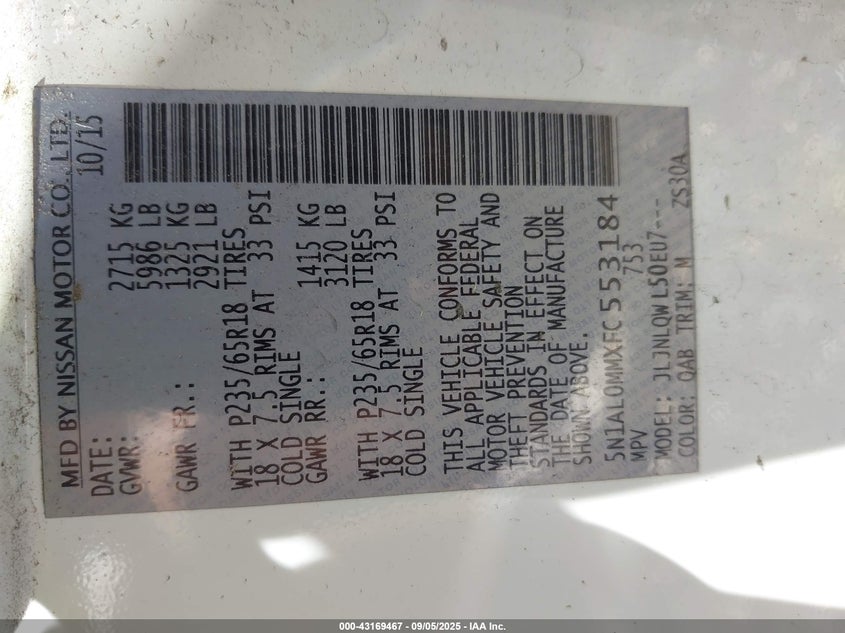 MFD BY NISSAN MOTOR CO., LTD.
DATE: 10/15
GVWR: 2715 KG
5986 LB
GAWR FR.: 1325 KG
2921 LB
WITH P235/65R18 TIRES
18 X 7.5 RIMS AT 33 PSI
COLD SINGLE
GAWR RR.: 1415 KG
3120 LB
WITH P235/65R18 TIRES
18 X 7.5 RIMS AT 33 PSI
COLD SINGLE
THIS VEHICLE CONFORMS TO
ALL APPLICABLE FEDERAL
MOTOR VEHICLE SAFETY AND
THEFT PREVENTION
STANDARDS IN EFFECT ON
THE DATE OF MANUFACTURE
SHOWN ABOVE.
5N1AL0MMXFC553184
MPV 753
MODEL: JLJNLQWL50EU7---
COLOR: QAB TRIM: M ZS30A
000-43169467 - 09/05/2025 - IAA Inc.